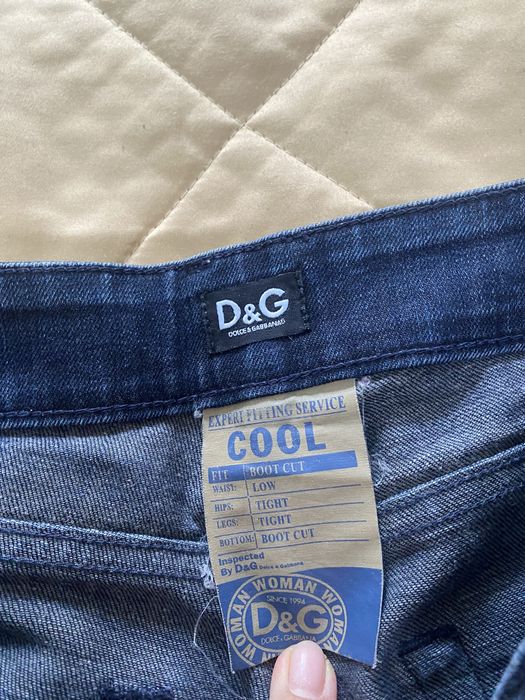 D&G
DOLCE & GABBANAS
EXPERT FITTING SERVICE
COOL
FIT BOOT CUT
WAIST: LOW
HIPS: TIGHT
LEGS: TIGHT
BOTTOM: BOOT CUT
Inspected
By D&G Dolce & Gabbana
WOMAN WOMAN WOMAN
SINCE 1994
D&G
DOLCE & GABBANA